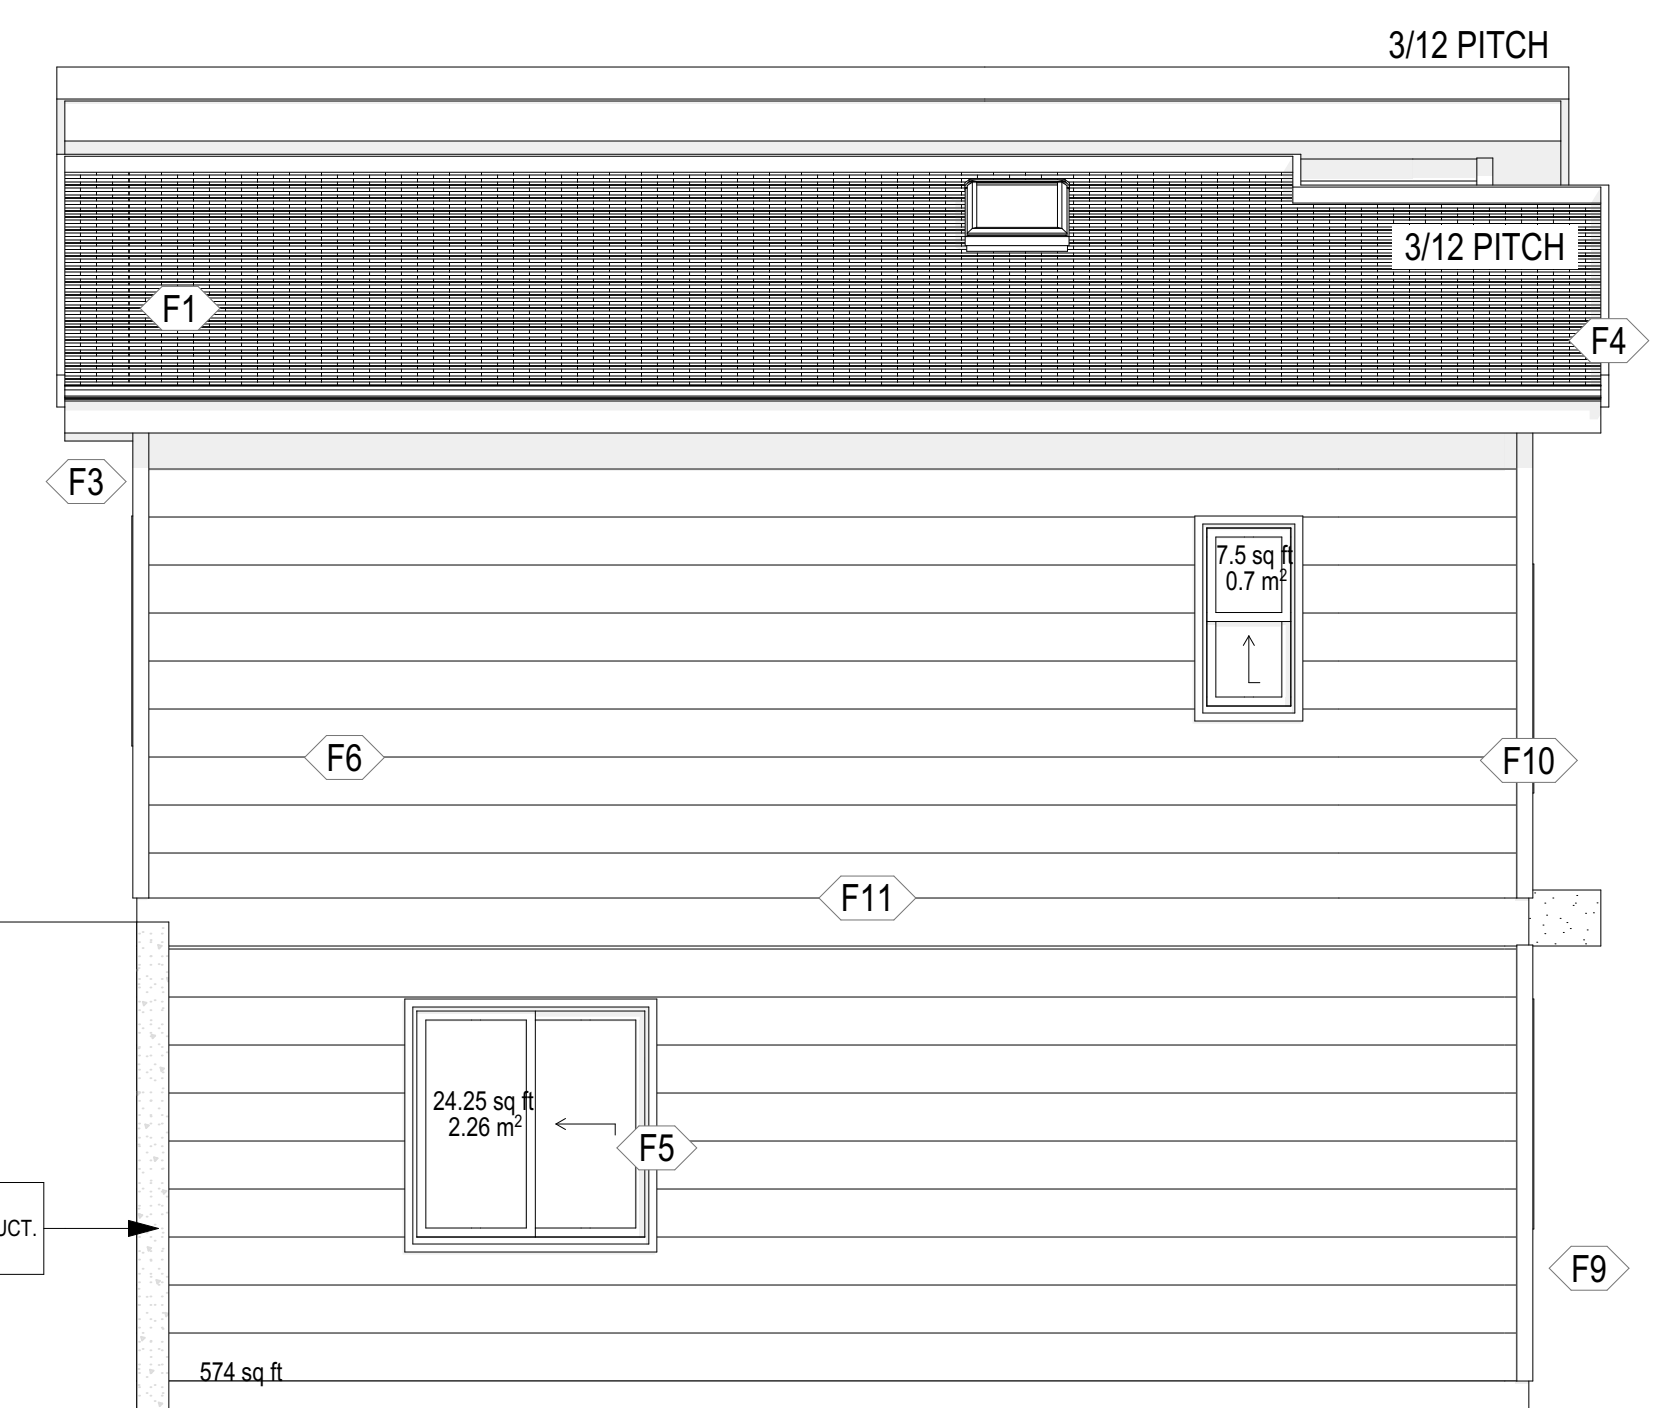 3/12 PITCH
3/12 PITCH
F1
F4
F3
7.5 sq ft
0.7 m²
F6
F10
F11
24.25 sq ft
2.26 m²
F5
UCT.
F9
574 sq ft